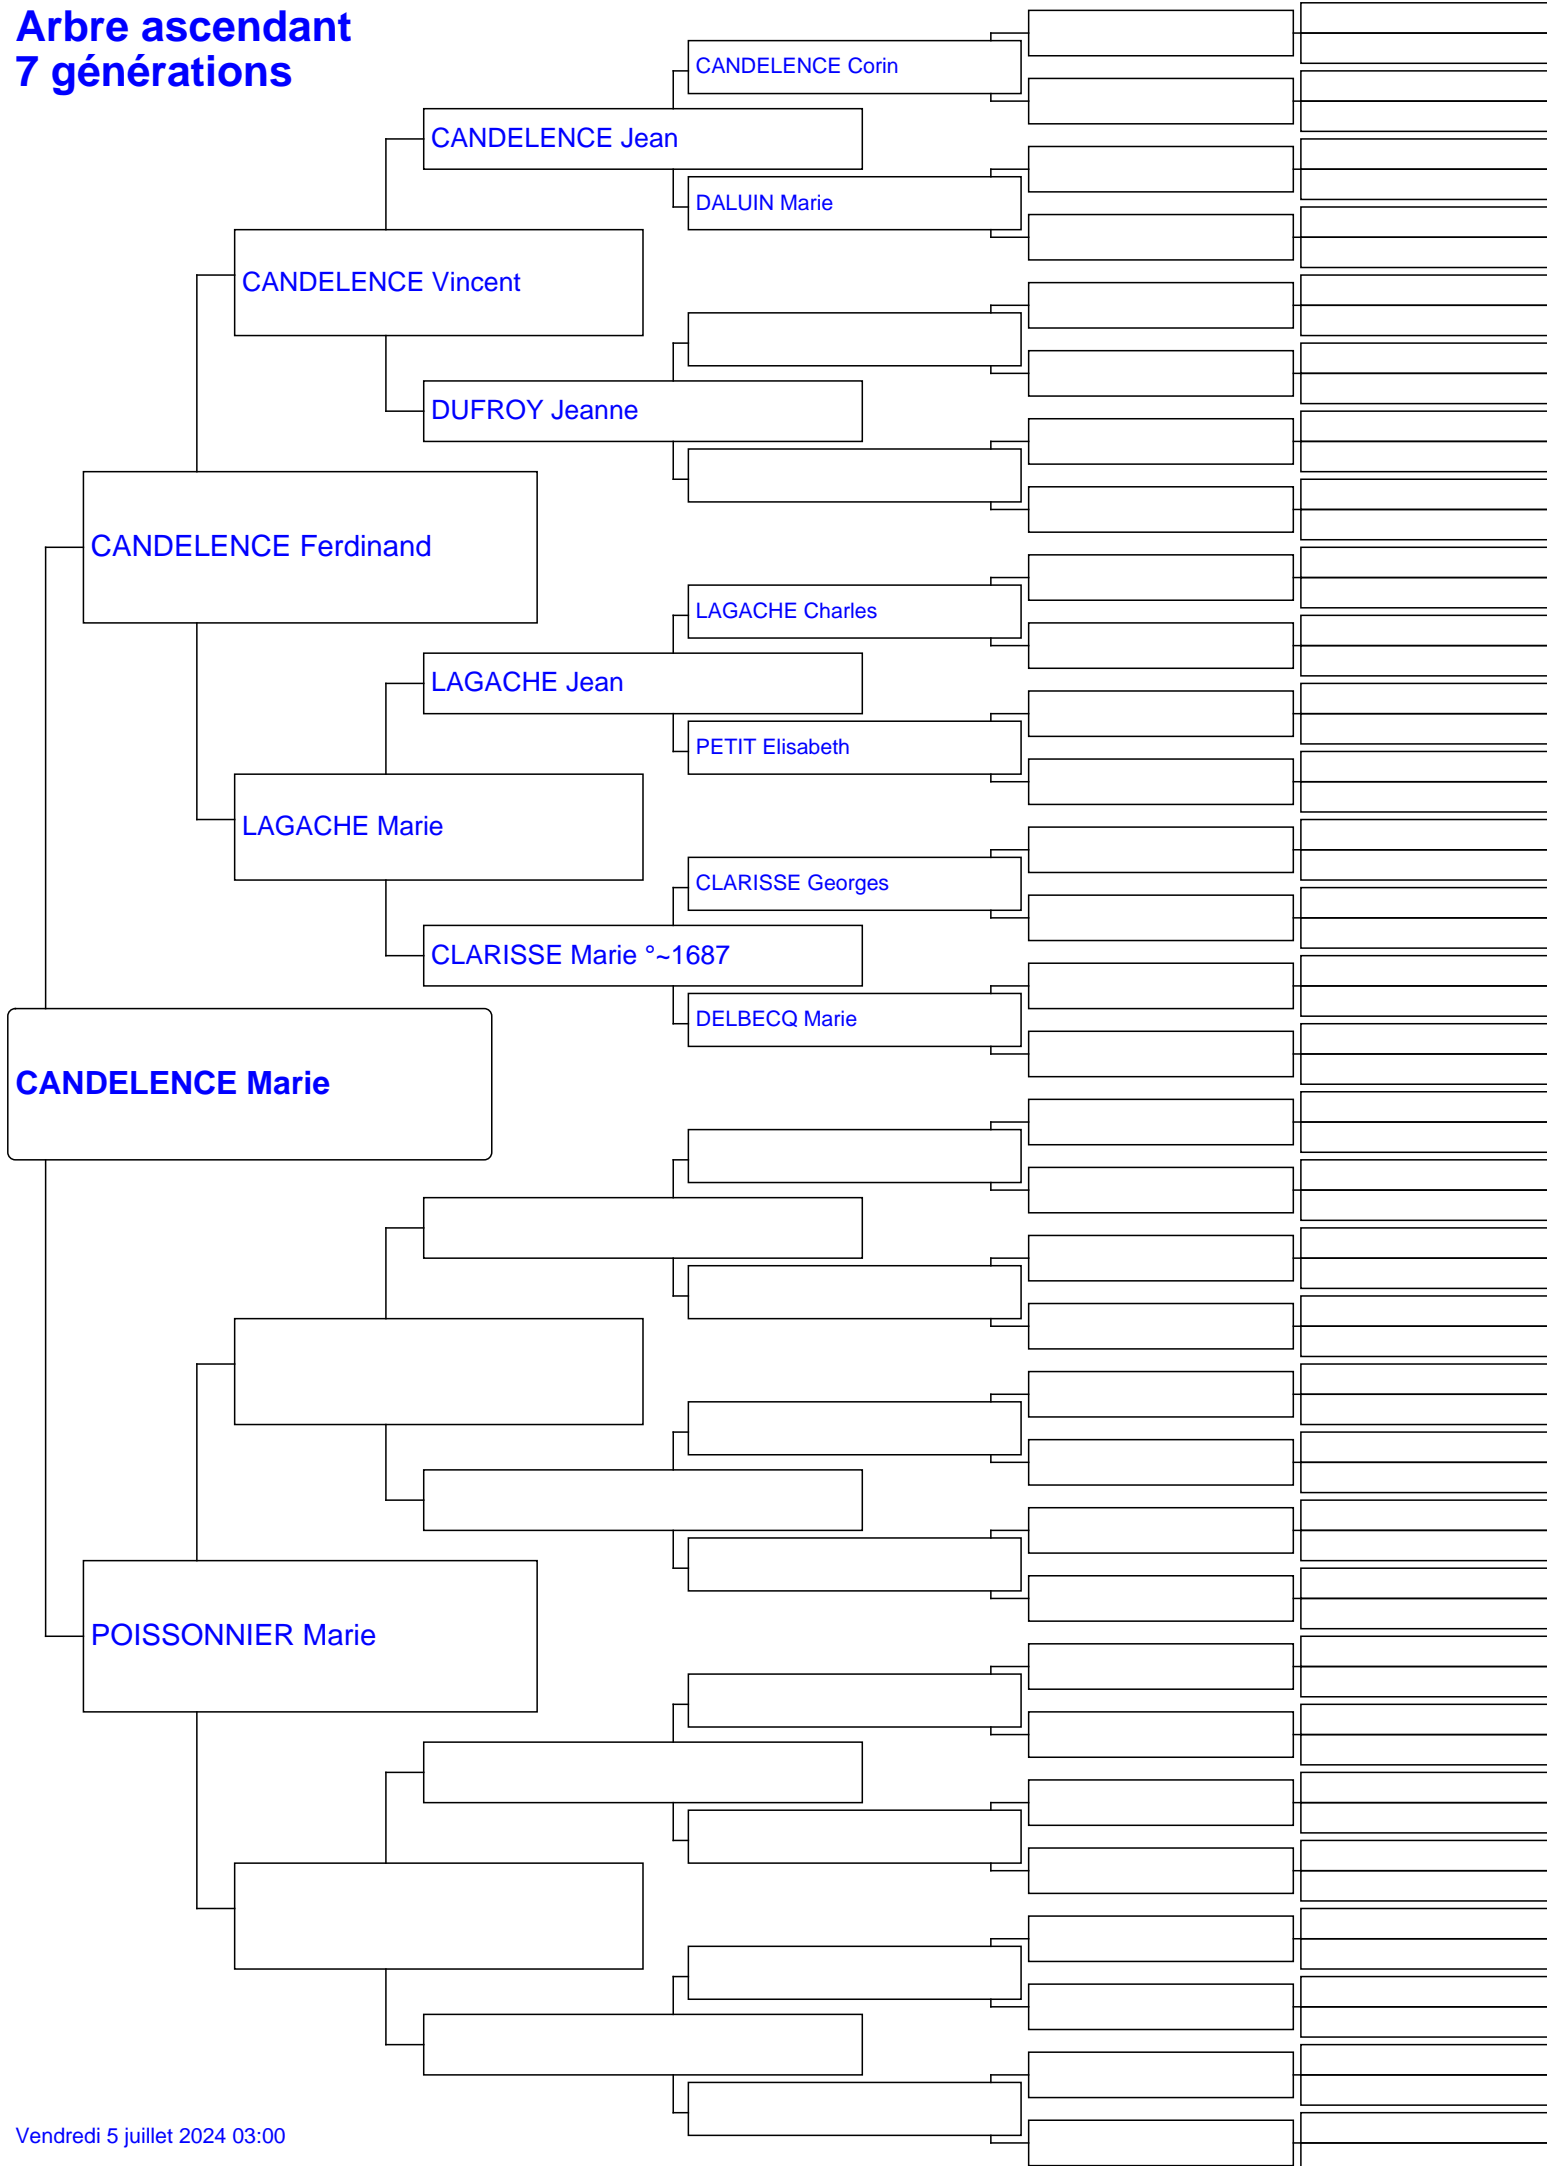 Arbre ascendant
7 générations
CANDELENCE Corin
CANDELENCE Jean
DALUIN Marie
CANDELENCE Vincent
DUFROY Jeanne
CANDELENCE Ferdinand
LAGACHE Charles
LAGACHE Jean
PETIT Elisabeth
LAGACHE Marie
CLARISSE Georges
CLARISSE Marie °~1687
DELBECQ Marie
CANDELENCE Marie
POISSONNIER Marie
Vendredi 5 juillet 2024 03:00